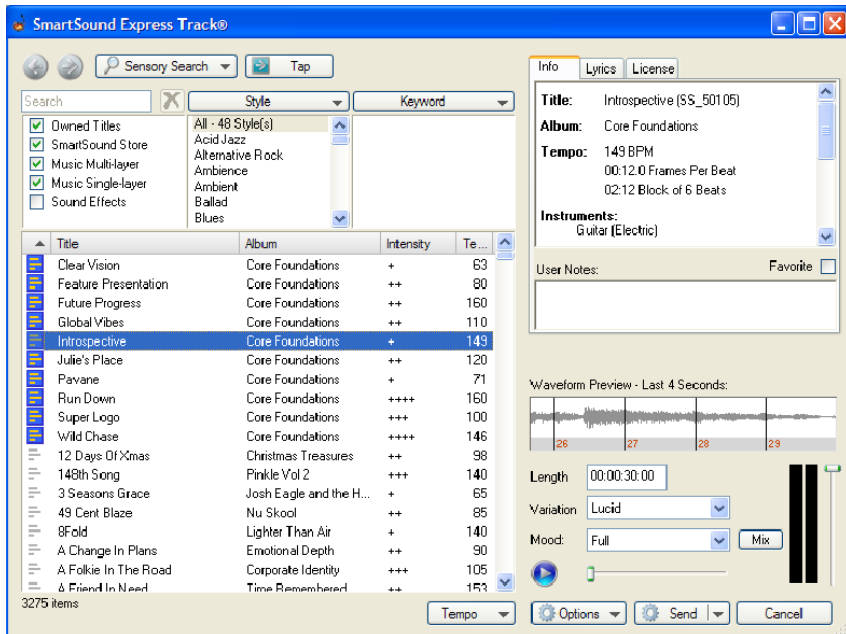 SmartSound Express Track®
Sensory Search
Tap
Search
Style
Keyword
Owned Titles
SmartSound Store
Music Multi-layer
Music Single-layer
Sound Effects
All - 48 Style(s)
Acid Jazz
Alternative Rock
Ambience
Ambient
Ballad
Blues
Title Album Intensity Te...
Clear Vision Core Foundations + 63
Feature Presentation Core Foundations ++ 80
Future Progress Core Foundations ++ 160
Global Vibes Core Foundations ++ 110
Introspective Core Foundations + 149
Julie's Place Core Foundations ++ 120
Pavane Core Foundations + 71
Run Down Core Foundations ++++ 160
Super Logo Core Foundations +++ 100
Wild Chase Core Foundations ++++ 146
12 Days Of Xmas Christmas Treasures ++ 98
148th Song Pinkle Vol 2 +++ 140
3 Seasons Grace Josh Eagle and the H... + 65
49 Cent Blaze Nu Skool ++ 85
8Fold Lighter Than Air + 140
A Change In Plans Emotional Depth ++ 90
A Folkie In The Road Corporate Identity +++ 105
A Friend In Need Time Remembered ++ 153
3275 items
Tempo
Info Lyrics License
Title: Introspective (SS_50105)
Album: Core Foundations
Tempo: 149 BPM
00:12.0 Frames Per Beat
02:12 Block of 6 Beats
Instruments:
Guitar (Electric)
User Notes: Favorite
Waveform Preview - Last 4 Seconds:
26 27 28 29
Length 00:00:30:00
Variation Lucid
Mood: Full Mix
Options Send Cancel